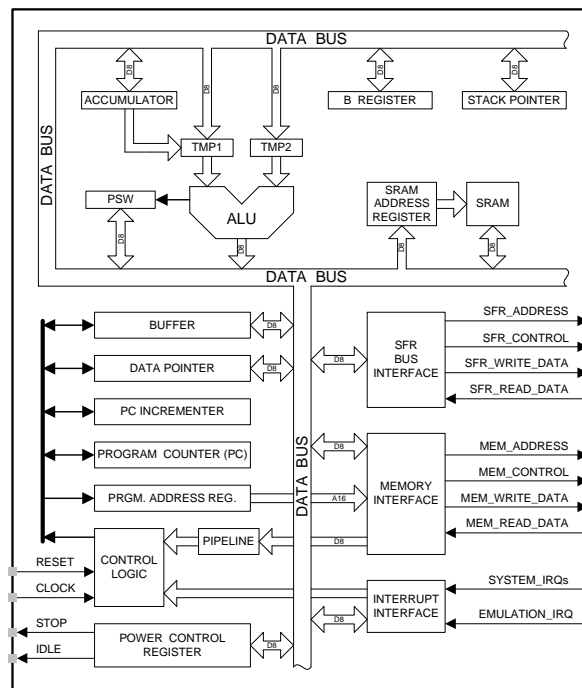 DATA BUS
D8
D8
D8
D8
D8
ACCUMULATOR
B REGISTER
STACK POINTER
DATA BUS
TMP1
TMP2
PSW
ALU
SRAM
ADDRESS
REGISTER
SRAM
D8
D8
D8
D8
DATA BUS
BUFFER
D8
DATA POINTER
D8
PC INCREMENTER
PROGRAM COUNTER (PC)
PRGM. ADDRESS REG.
A16
DATA BUS
D8
SFR
BUS
INTERFACE
SFR_ADDRESS
SFR_CONTROL
SFR_WRITE_DATA
SFR_READ_DATA
D8
MEMORY
INTERFACE
MEM_ADDRESS
MEM_CONTROL
MEM_WRITE_DATA
MEM_READ_DATA
RESET
CLOCK
CONTROL
LOGIC
PIPELINE
D8
INTERRUPT
INTERFACE
SYSTEM_IRQs
EMULATION_IRQ
D8
STOP
IDLE
POWER CONTROL
REGISTER
D8